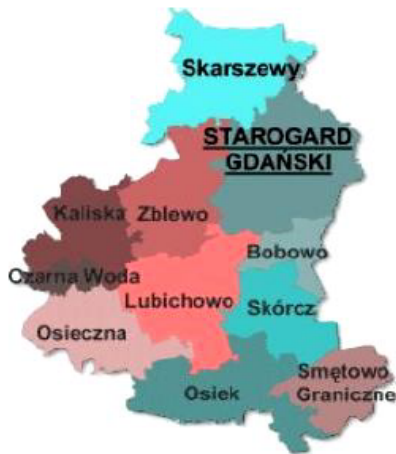 Skarszewy
STAROGARD
GDAŃSKI
Kaliska
Zblewo
Bobowo
Czarna Woda
Lubichowo
Skórcz
Osieczna
Smętowo
Graniczne
Osiek